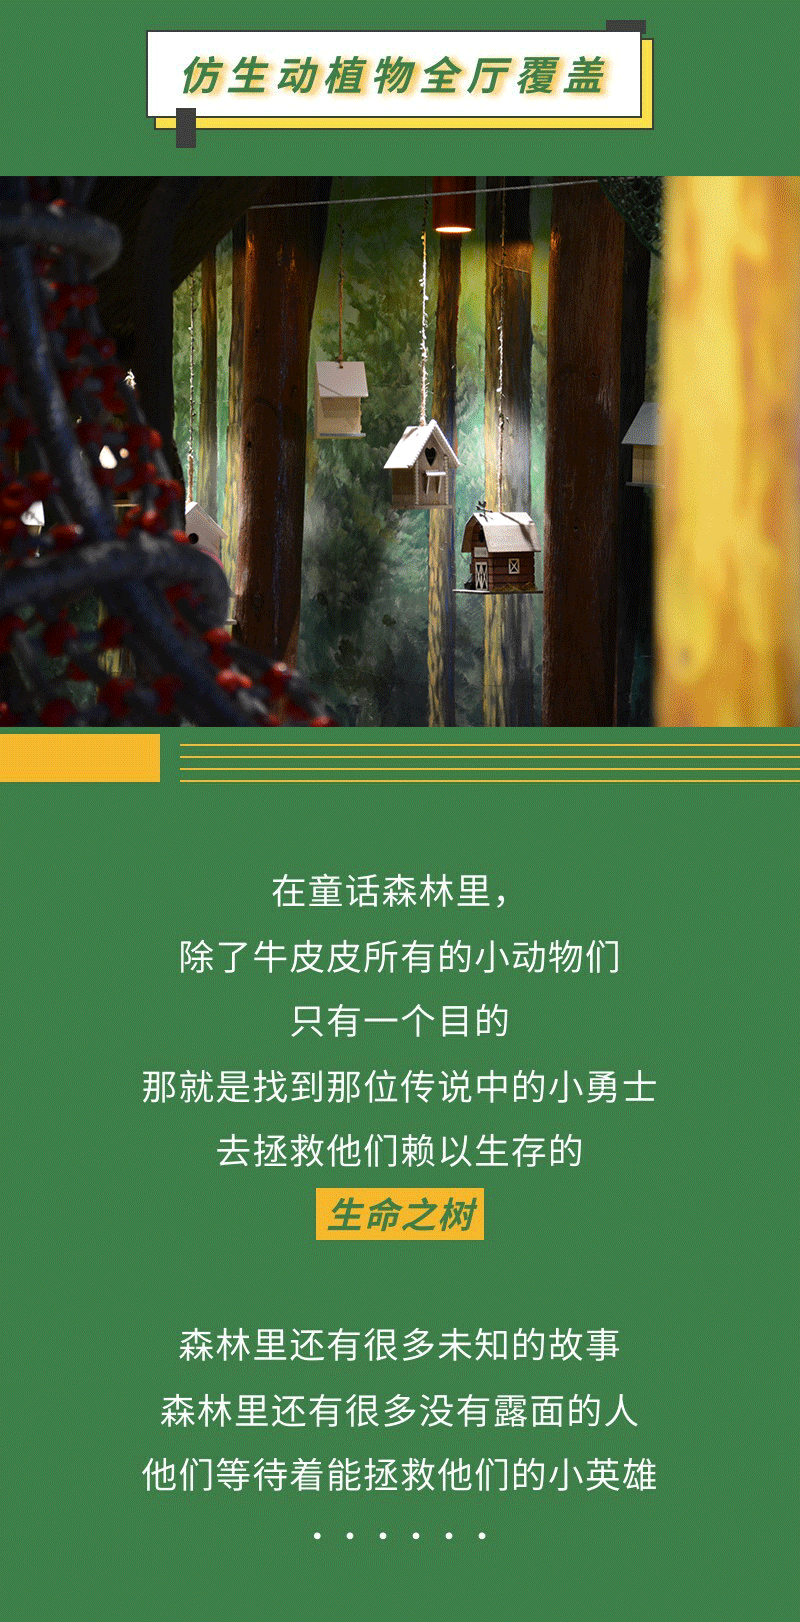 仿生动植物全厅覆盖
在童话森林里，
除了牛皮皮所有的小动物们
只有一个目的
那就是找到那位传说中的小勇士
去拯救他们赖以生存的
生命之树
森林里还有很多未知的故事
森林里还有很多没有露面的人
他们等待着能拯救他们的小英雄
······